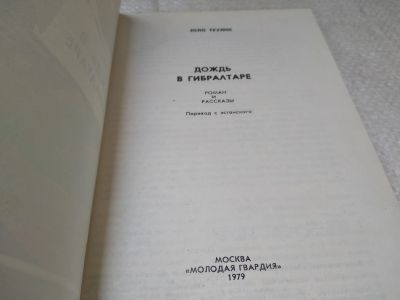 ДОЖДЬ
В ГИБРАЛТАРЕ
РОМАН
И
РАССКАЗЫ
Перевод с эстонского
МОСКВА
«МОЛОДАЯ ГВАРДИЯ»
1979